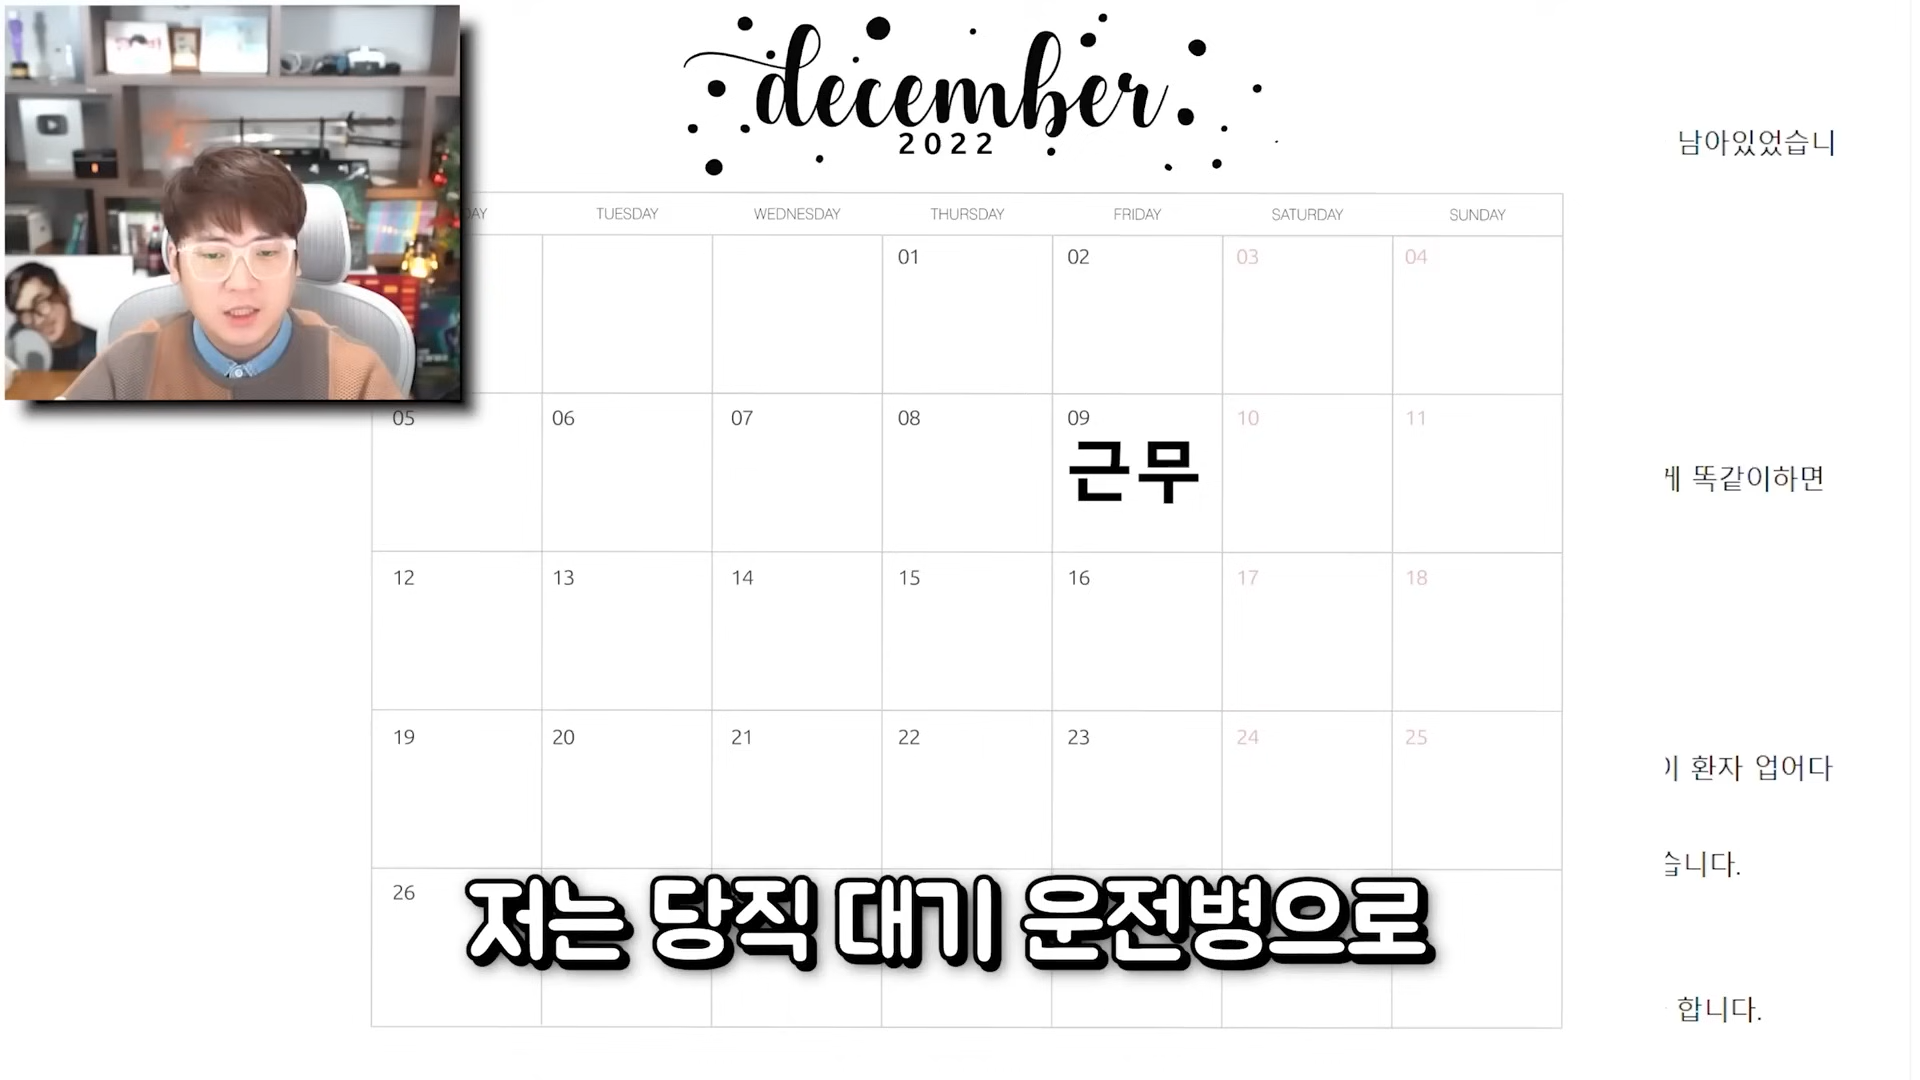 december
2022
남아있었습니
DAY TUESDAY WEDNESDAY THURSDAY FRIDAY SATURDAY SUNDAY
01 02 03 04
05 06 07 08 09 10 11
근무
똑같이하면
12 13 14 15 16 17 18
19 20 21 22 23 24 25
환자 업어다
습니다.
26
저는 당직 대기 운전병으로
합니다.